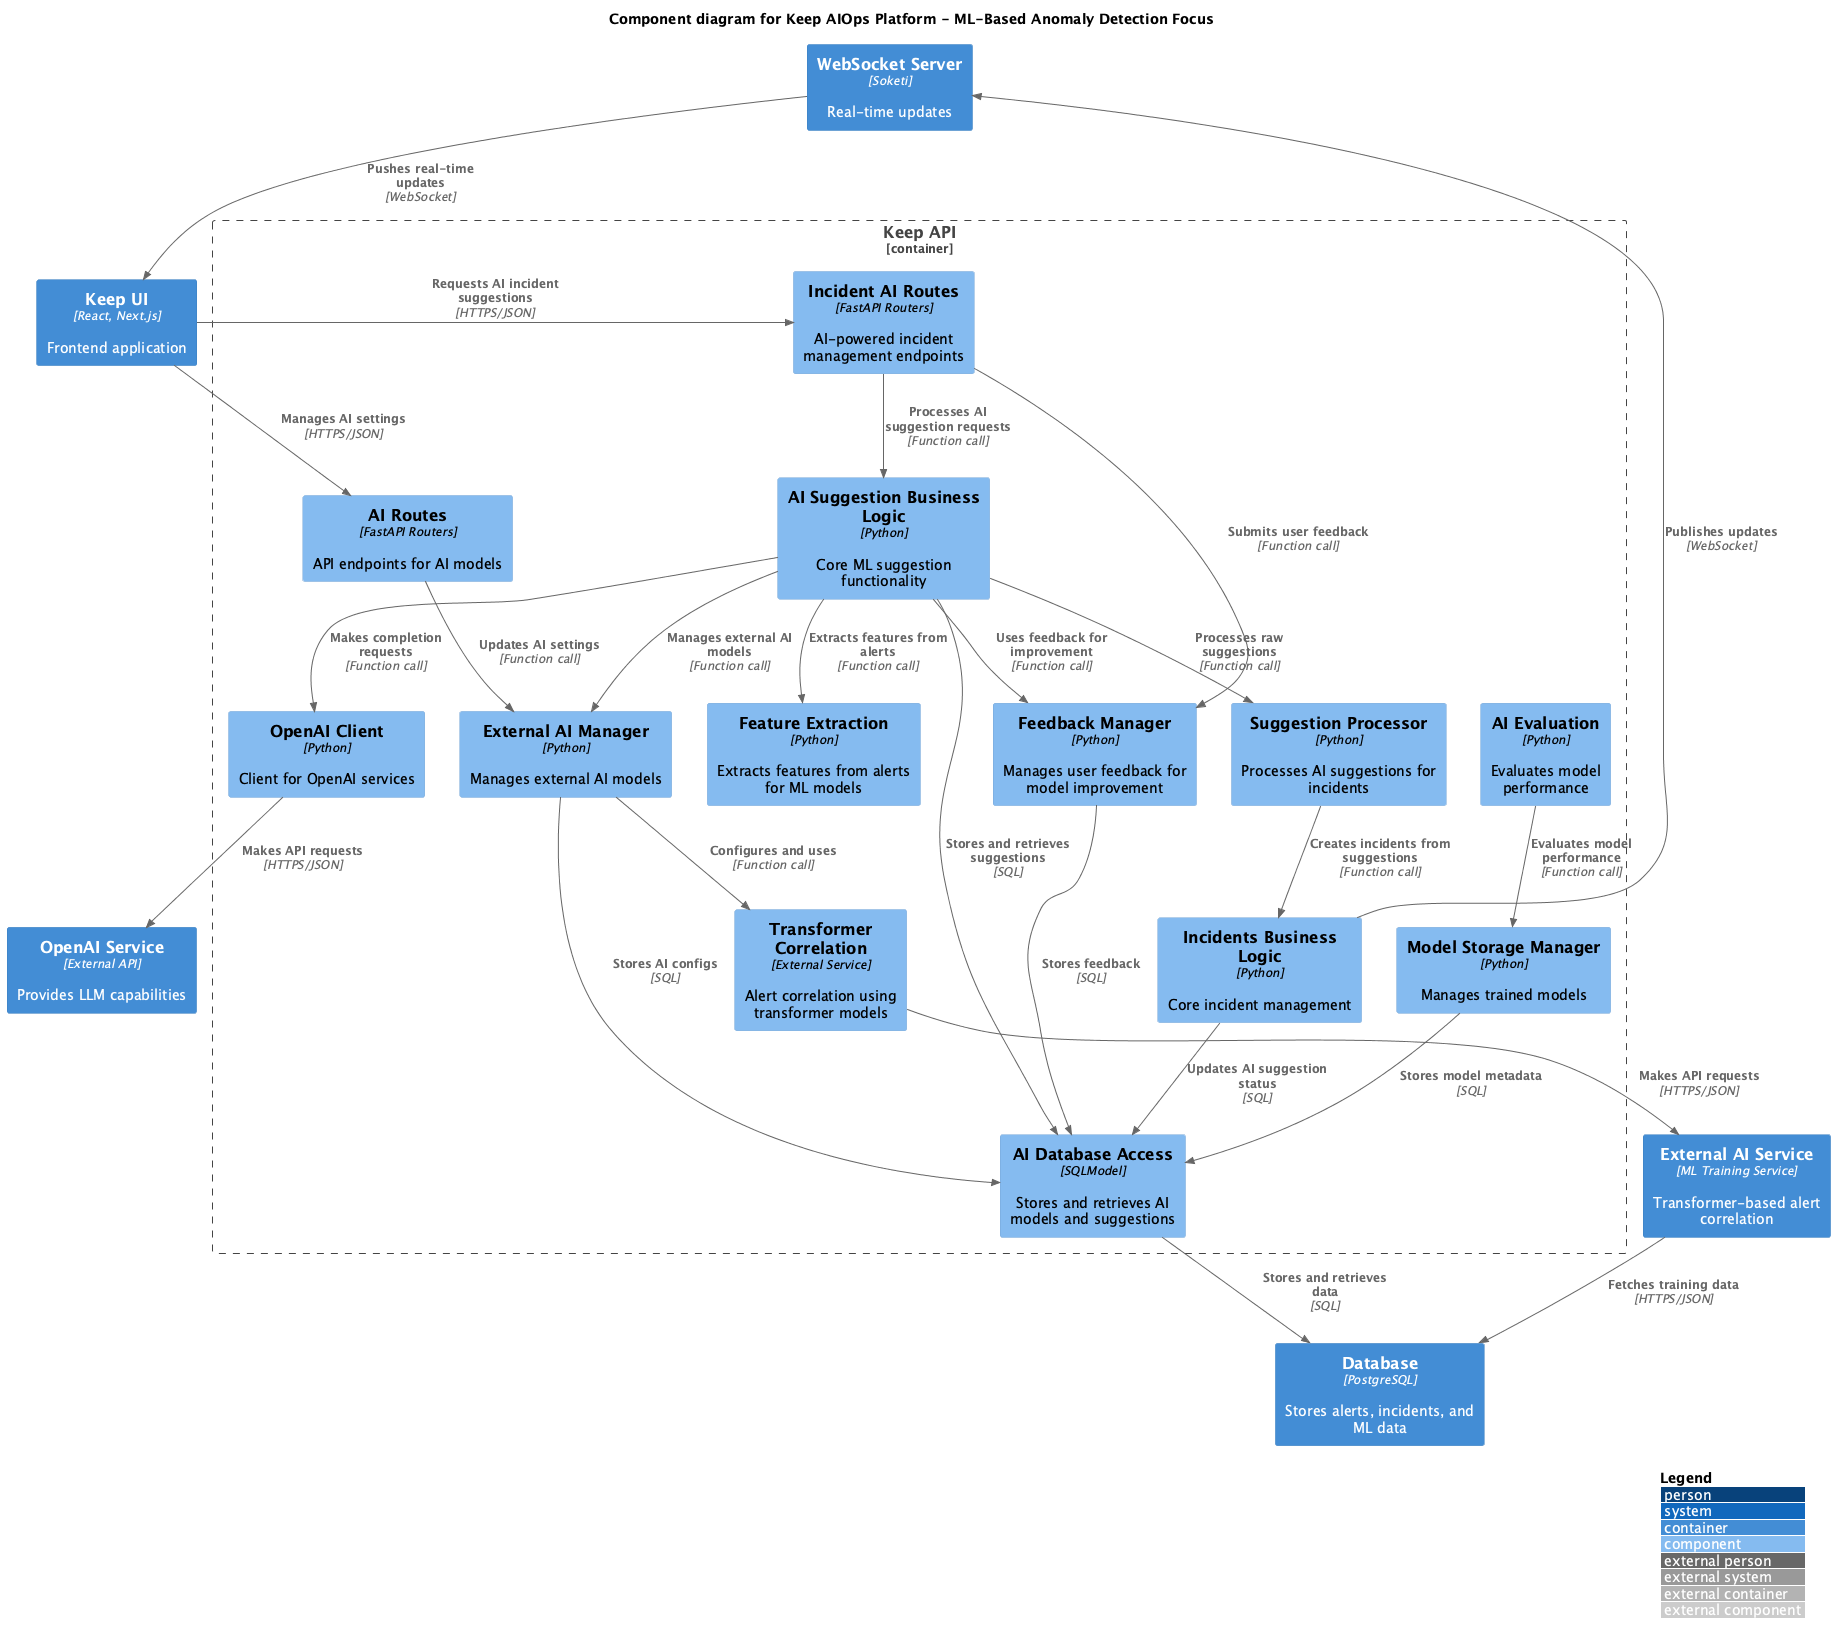 Component diagram for Keep AIOps Platform - ML-Based Anomaly Detection Focus
WebSocket Server
[Soketi]
Real-time updates
Pushes real-time
updates
[WebSocket]
Keep API
[container]
Keep UI
[React, Next.js]
Frontend application
Requests AI incident
suggestions
[HTTPS/JSON]
Incident AI Routes
[FastAPI Routers]
AI-powered incident
management endpoints
Manages AI settings
[HTTPS/JSON]
Processes AI
suggestion requests
[Function call]
Submits user feedback
[Function call]
Publishes updates
[WebSocket]
AI Routes
[FastAPI Routers]
API endpoints for AI models
AI Suggestion Business
Logic
[Python]
Core ML suggestion
functionality
Makes completion
requests
[Function call]
Updates AI settings
[Function call]
Manages external AI
models
[Function call]
Extracts features from
alerts
[Function call]
Uses feedback for
improvement
[Function call]
Processes raw
suggestions
[Function call]
OpenAI Client
[Python]
Client for OpenAI services
External AI Manager
[Python]
Manages external AI models
Feature Extraction
[Python]
Extracts features from alerts
for ML models
Feedback Manager
[Python]
Manages user feedback for
model improvement
Suggestion Processor
[Python]
Processes AI suggestions for
incidents
AI Evaluation
[Python]
Evaluates model
performance
Makes API requests
[HTTPS/JSON]
Configures and uses
[Function call]
Stores and retrieves
suggestions
[SQL]
Creates incidents from
suggestions
[Function call]
Evaluates model
performance
[Function call]
OpenAI Service
[External API]
Provides LLM capabilities
Stores AI configs
[SQL]
Transformer
Correlation
[External Service]
Alert correlation using
transformer models
Stores feedback
[SQL]
Incidents Business
Logic
[Python]
Core incident management
Model Storage Manager
[Python]
Manages trained models
Updates AI suggestion
status
[SQL]
Stores model metadata
[SQL]
Makes API requests
[HTTPS/JSON]
AI Database Access
[SQLModel]
Stores and retrieves AI
models and suggestions
External AI Service
[ML Training Service]
Transformer-based alert
correlation
Stores and retrieves
data
[SQL]
Fetches training data
[HTTPS/JSON]
Database
[PostgreSQL]
Stores alerts, incidents, and
ML data
Legend
person
system
container
component
external person
external system
external container
external component